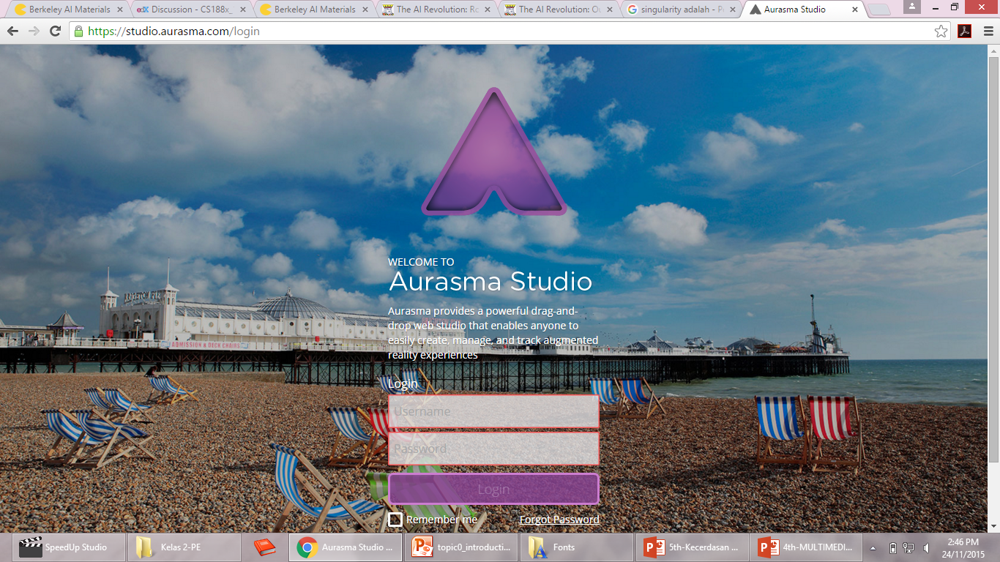 Berkeley AI Materials
Discussion - CS188x_
Berkeley AI Materials
The AI Revolution: Ro
The AI Revolution: Ou
singularity adalah - P
Aurasma Studio
https://studio.aurasma.com/login
WELCOME TO
Aurasma Studio
Aurasma provides a powerful drag-and-
drop web studio that enables anyone to
easily create, manage, and track augmented
reality experiences
ADMISSION & DECK CHAIRS
Login
Username
Password
Login
Remember me
Forgot Password
SpeedUp Studio
Kelas 2-PE
Aurasma Studio ...
topic0_introducti...
Fonts
5th-Kecerdasan ...
4th-MULTIMEDI...
2:46 PM
24/11/2015